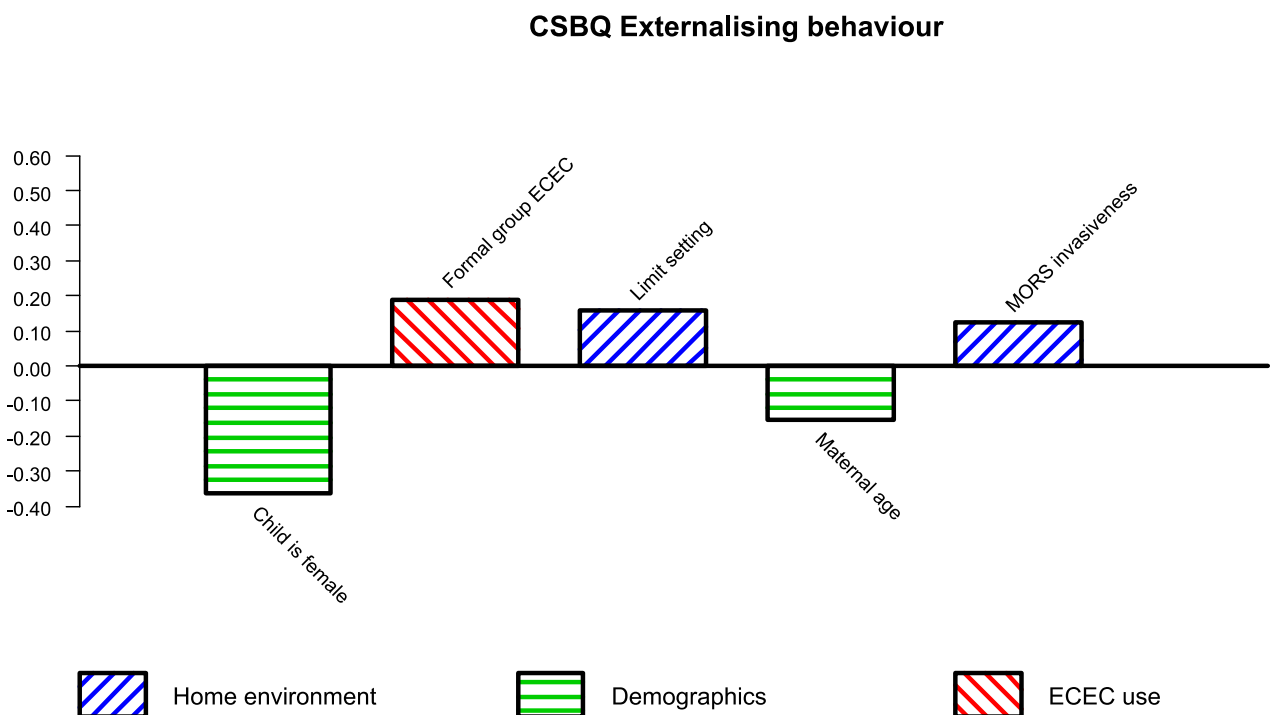 CSBQ Externalising behaviour
0.60
0.50
0.40
0.30
0.20
0.10
0.00
-0.10
-0.20
-0.30
-0.40
Child is female
Formal group ECEC
Limit setting
Maternal age
MORS invasiveness
Home environment
Demographics
ECEC use